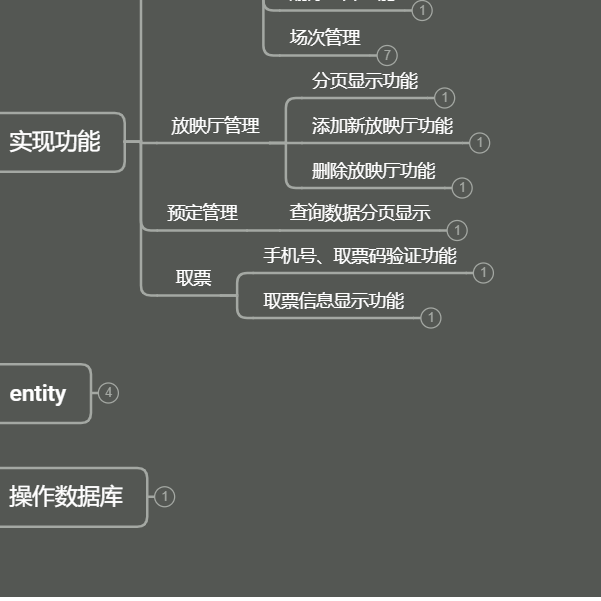 1
场次管理
7
分页显示功能
1
实现功能
放映厅管理
添加新放映厅功能
1
删除放映厅功能
1
预定管理
查询数据分页显示
1
手机号、取票码验证功能
1
取票
取票信息显示功能
1
entity
4
操作数据库
1